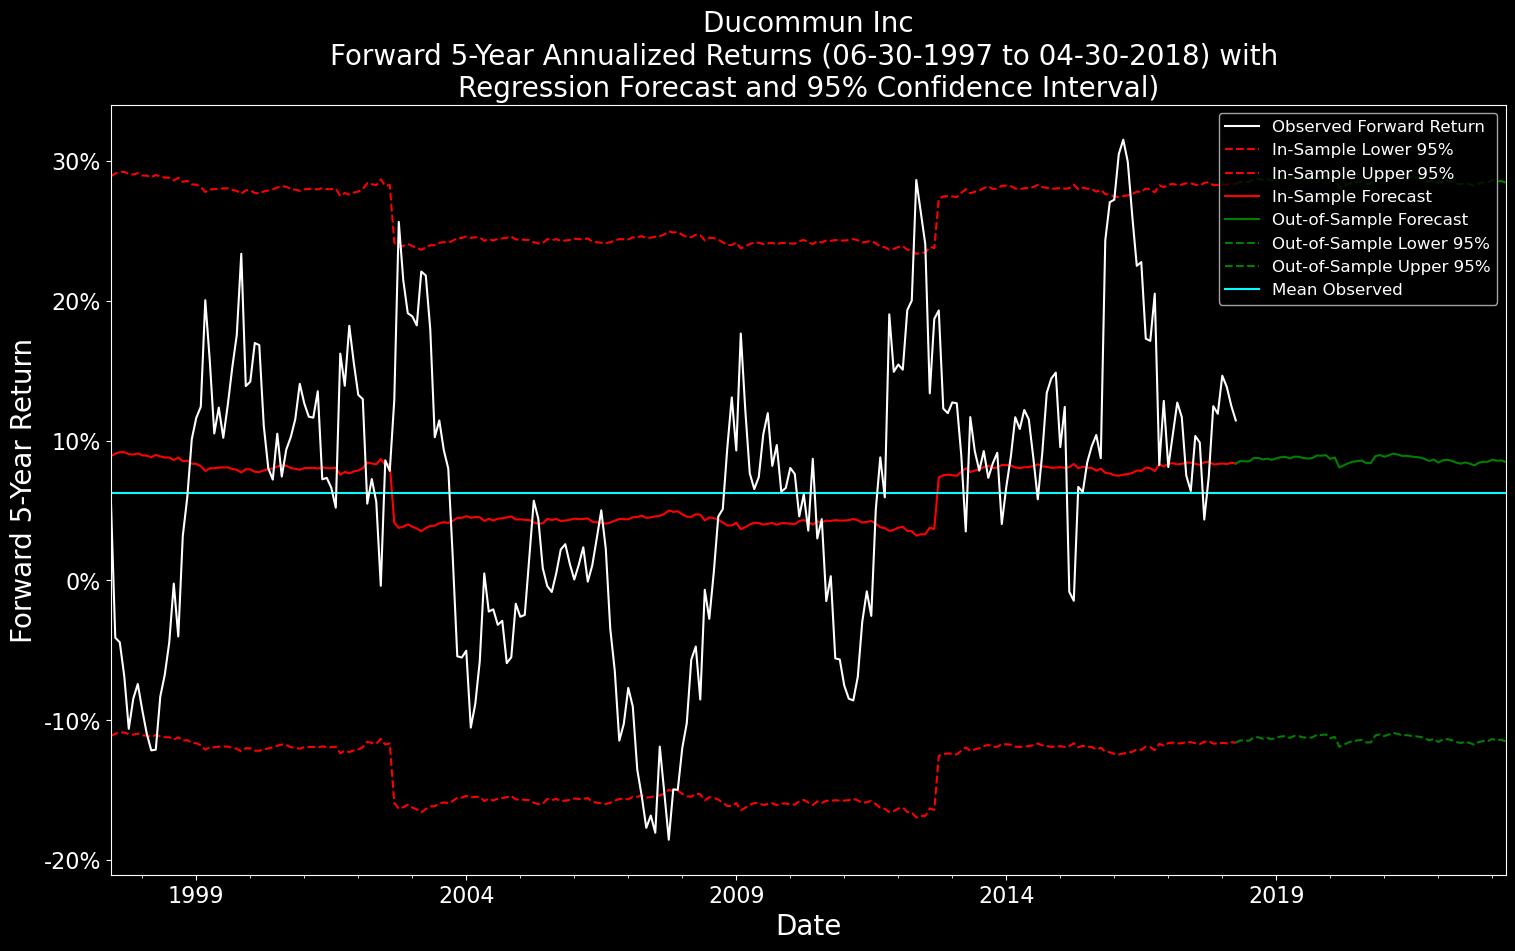 Ducommun Inc
Forward 5-Year Annualized Returns (06-30-1997 to 04-30-2018) with
Regression Forecast and 95% Confidence Interval)
Observed Forward Return
In-Sample Lower 95%
In-Sample Upper 95%
In-Sample Forecast
Out-of-Sample Forecast
Out-of-Sample Lower 95%
Out-of-Sample Upper 95%
Mean Observed
Forward 5-Year Return
30%
20%
10%
0%
-10%
-20%
1999
2004
2009
2014
2019
Date